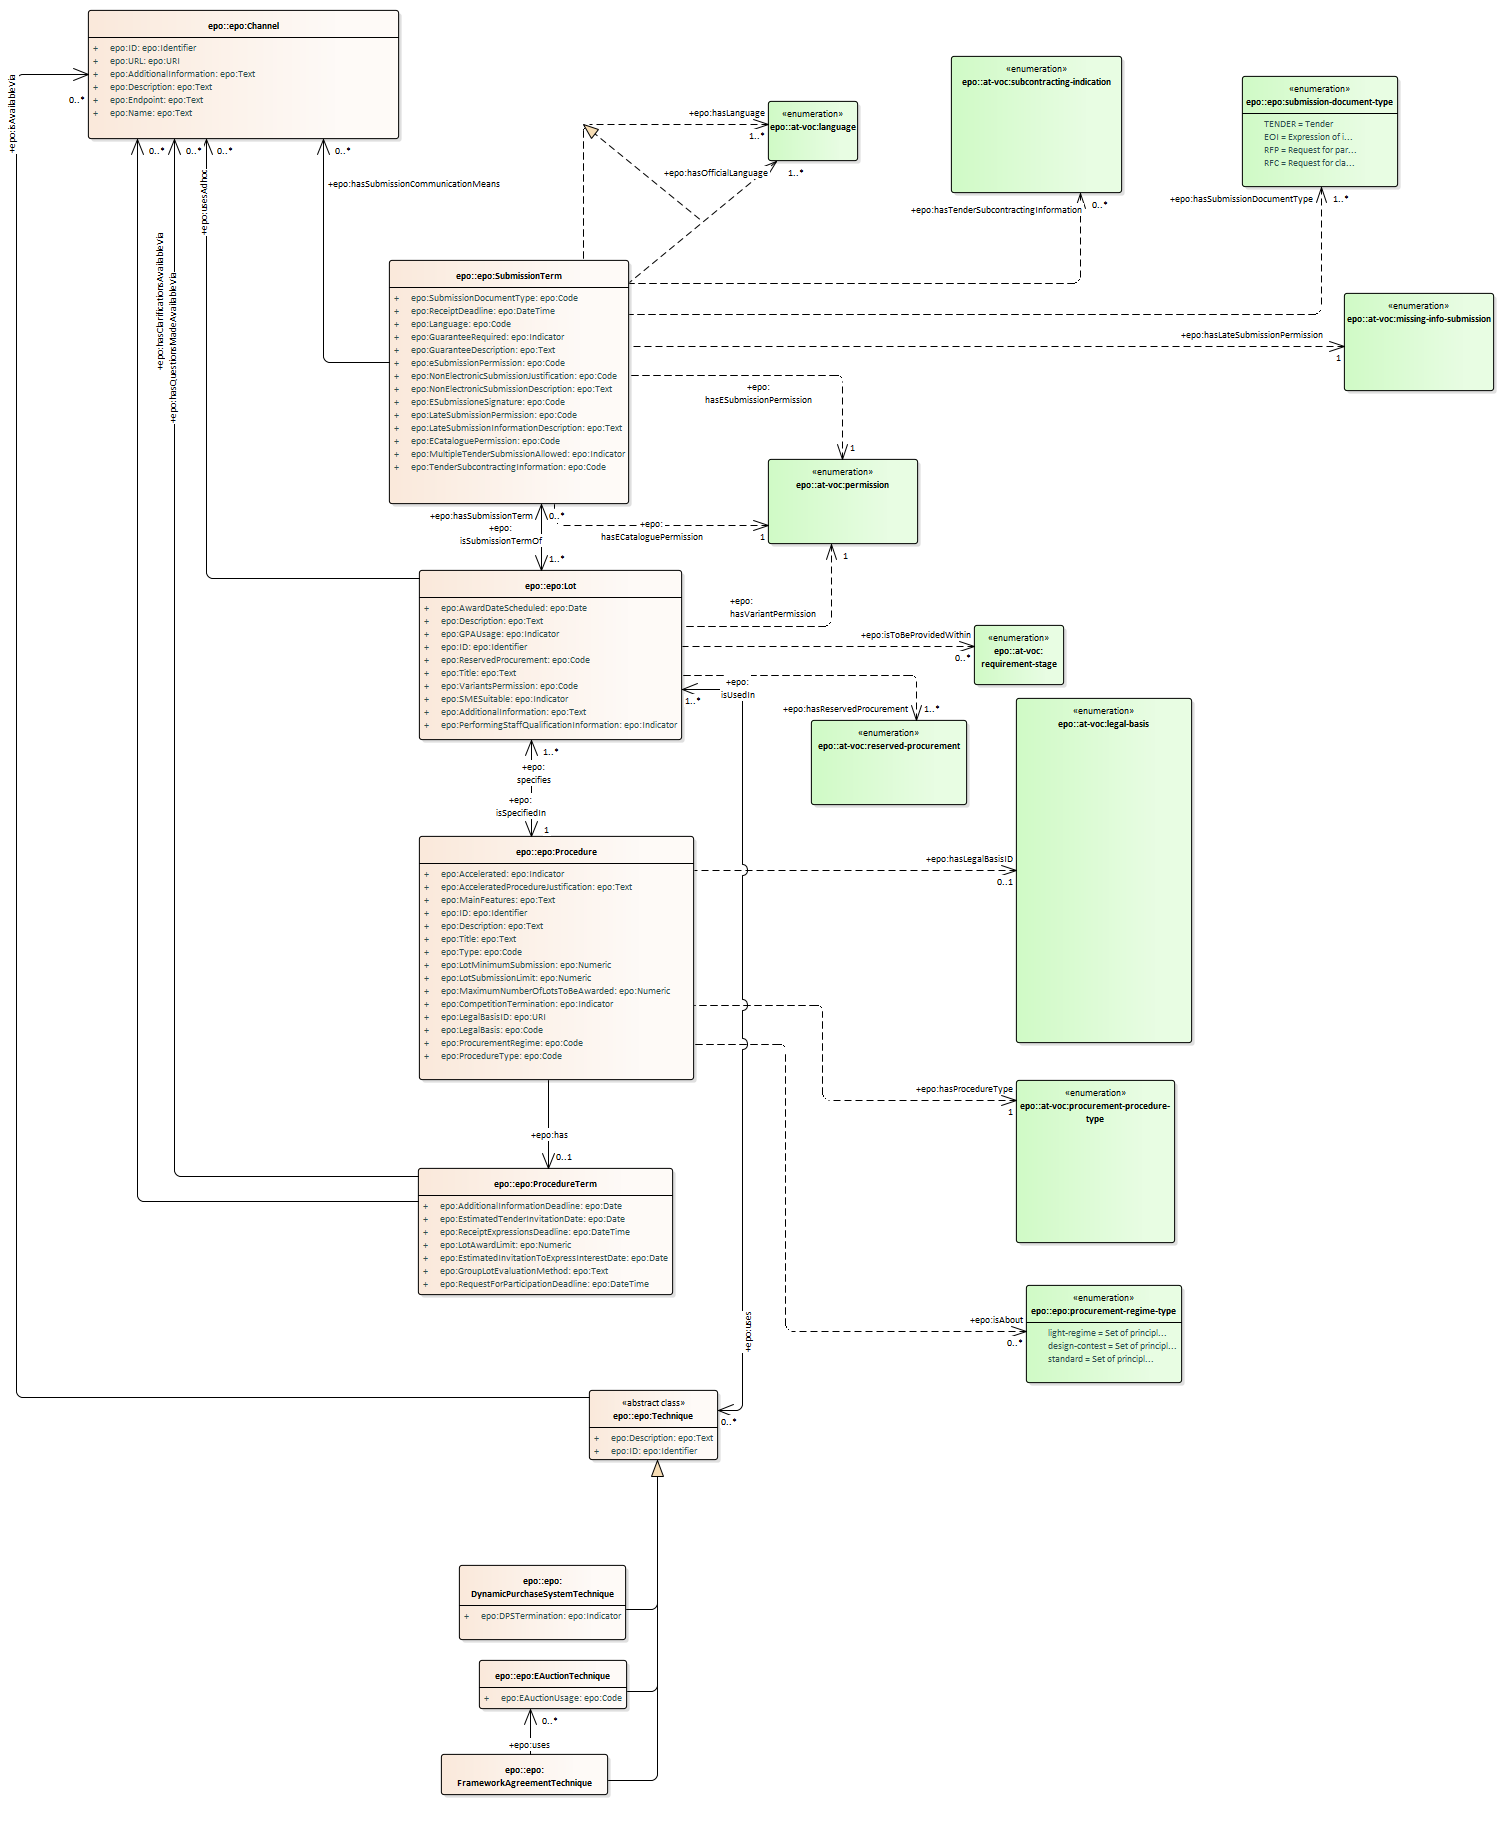 epo::epo:Channel
+ epo:ID: epo:Identifier
+ epo:URL: epo:URI
+ epo:AdditionalInformation: epo:Text
+ epo:Description: epo:Text
+ epo:Endpoint: epo:Text
+ epo:Name: epo:Text
+epo:isAvailableVia
0..*
0..*
0..*
0..*
0..*
+epo:usesAdhoc
+epo:hasClarificationsAvailableVia
+epo:hasQuestionsMadeAvailableVia
+epo:hasSubmissionCommunicationMeans
«enumeration»
epo::at-voc:language
+epo:hasLanguage
1..*
+epo:hasOfficialLanguage
1..*
«enumeration»
epo::at-voc:subcontracting-indication
+epo:hasTenderSubcontractingInformation
0..*
«enumeration»
epo::epo:submission-document-type
TENDER = Tender
EOI = Expression of i...
RFP = Request for par...
RFC = Request for cla...
+epo:hasSubmissionDocumentType
1..*
«enumeration»
epo::at-voc:missing-info-submission
+epo:hasLateSubmissionPermission
1
epo::epo:SubmissionTerm
+ epo:SubmissionDocumentType: epo:Code
+ epo:ReceiptDeadline: epo:DateTime
+ epo:Language: epo:Code
+ epo:GuaranteeRequired: epo:Indicator
+ epo:GuaranteeDescription: epo:Text
+ epo:eSubmissionPermission: epo:Code
+ epo:NonElectronicSubmissionJustification: epo:Code
+ epo:NonElectronicSubmissionDescription: epo:Text
+ epo:ESubmissioneSignature: epo:Code
+ epo:LateSubmissionPermission: epo:Code
+ epo:LateSubmissionInformationDescription: epo:Text
+ epo:ECataloguePermission: epo:Code
+ epo:MultipleTenderSubmissionAllowed: epo:Indicator
+ epo:TenderSubcontractingInformation: epo:Code
+epo:
hasESubmissionPermission
1
«enumeration»
epo::at-voc:permission
+epo:hasSubmissionTerm
0..*
+epo:
isSubmissionTermOf
1..*
+epo:
hasECataloguePermission
1
+epo:
hasVariantPermission
1
epo::epo:Lot
+ epo:AwardDateScheduled: epo:Date
+ epo:Description: epo:Text
+ epo:GPAUsage: epo:Indicator
+ epo:ID: epo:Identifier
+ epo:ReservedProcurement: epo:Code
+ epo:Title: epo:Text
+ epo:VariantsPermission: epo:Code
+ epo:SMESuitable: epo:Indicator
+ epo:AdditionalInformation: epo:Text
+ epo:PerformingStaffQualificationInformation: epo:Indicator
+epo:isToBeProvidedWithin
0..*
«enumeration»
epo::at-voc:
requirement-stage
+epo:
isUsedIn
1..*
+epo:hasReservedProcurement
1..*
«enumeration»
epo::at-voc:reserved-procurement
«enumeration»
epo::at-voc:legal-basis
1..*
+epo:
specifies
+epo:
isSpecifiedIn
1
epo::epo:Procedure
+ epo:Accelerated: epo:Indicator
+ epo:AcceleratedProcedureJustification: epo:Text
+ epo:MainFeatures: epo:Text
+ epo:ID: epo:Identifier
+ epo:Description: epo:Text
+ epo:Title: epo:Text
+ epo:Type: epo:Code
+ epo:LotMinimumSubmission: epo:Numeric
+ epo:LotSubmissionLimit: epo:Numeric
+ epo:MaximumNumberOfLotsToBeAwarded: epo:Numeric
+ epo:CompetitionTermination: epo:Indicator
+ epo:LegalBasisID: epo:URI
+ epo:LegalBasis: epo:Code
+ epo:ProcurementRegime: epo:Code
+ epo:ProcedureType: epo:Code
+epo:hasLegalBasisID
0..1
+epo:hasProcedureType
1
«enumeration»
epo::at-voc:procurement-procedure-
type
+epo:has
0..1
epo::epo:ProcedureTerm
+ epo:AdditionalInformationDeadline: epo:Date
+ epo:EstimatedTenderInvitationDate: epo:Date
+ epo:ReceiptExpressionsDeadline: epo:DateTime
+ epo:LotAwardLimit: epo:Numeric
+ epo:EstimatedInvitationToExpressInterestDate: epo:Date
+ epo:GroupLotEvaluationMethod: epo:Text
+ epo:RequestForParticipationDeadline: epo:DateTime
+epo:isAbout
0..*
«enumeration»
epo::epo:procurement-regime-type
light-regime = Set of principl...
design-contest = Set of principl...
standard = Set of principl...
+epo:uses
0..*
«abstract class»
epo::epo:Technique
+ epo:Description: epo:Text
+ epo:ID: epo:Identifier
epo::epo:
DynamicPurchaseSystemTechnique
+ epo:DPSTermination: epo:Indicator
epo::epo:EAuctionTechnique
+ epo:EAuctionUsage: epo:Code
0..*
+epo:uses
epo::epo:
FrameworkAgreementTechnique